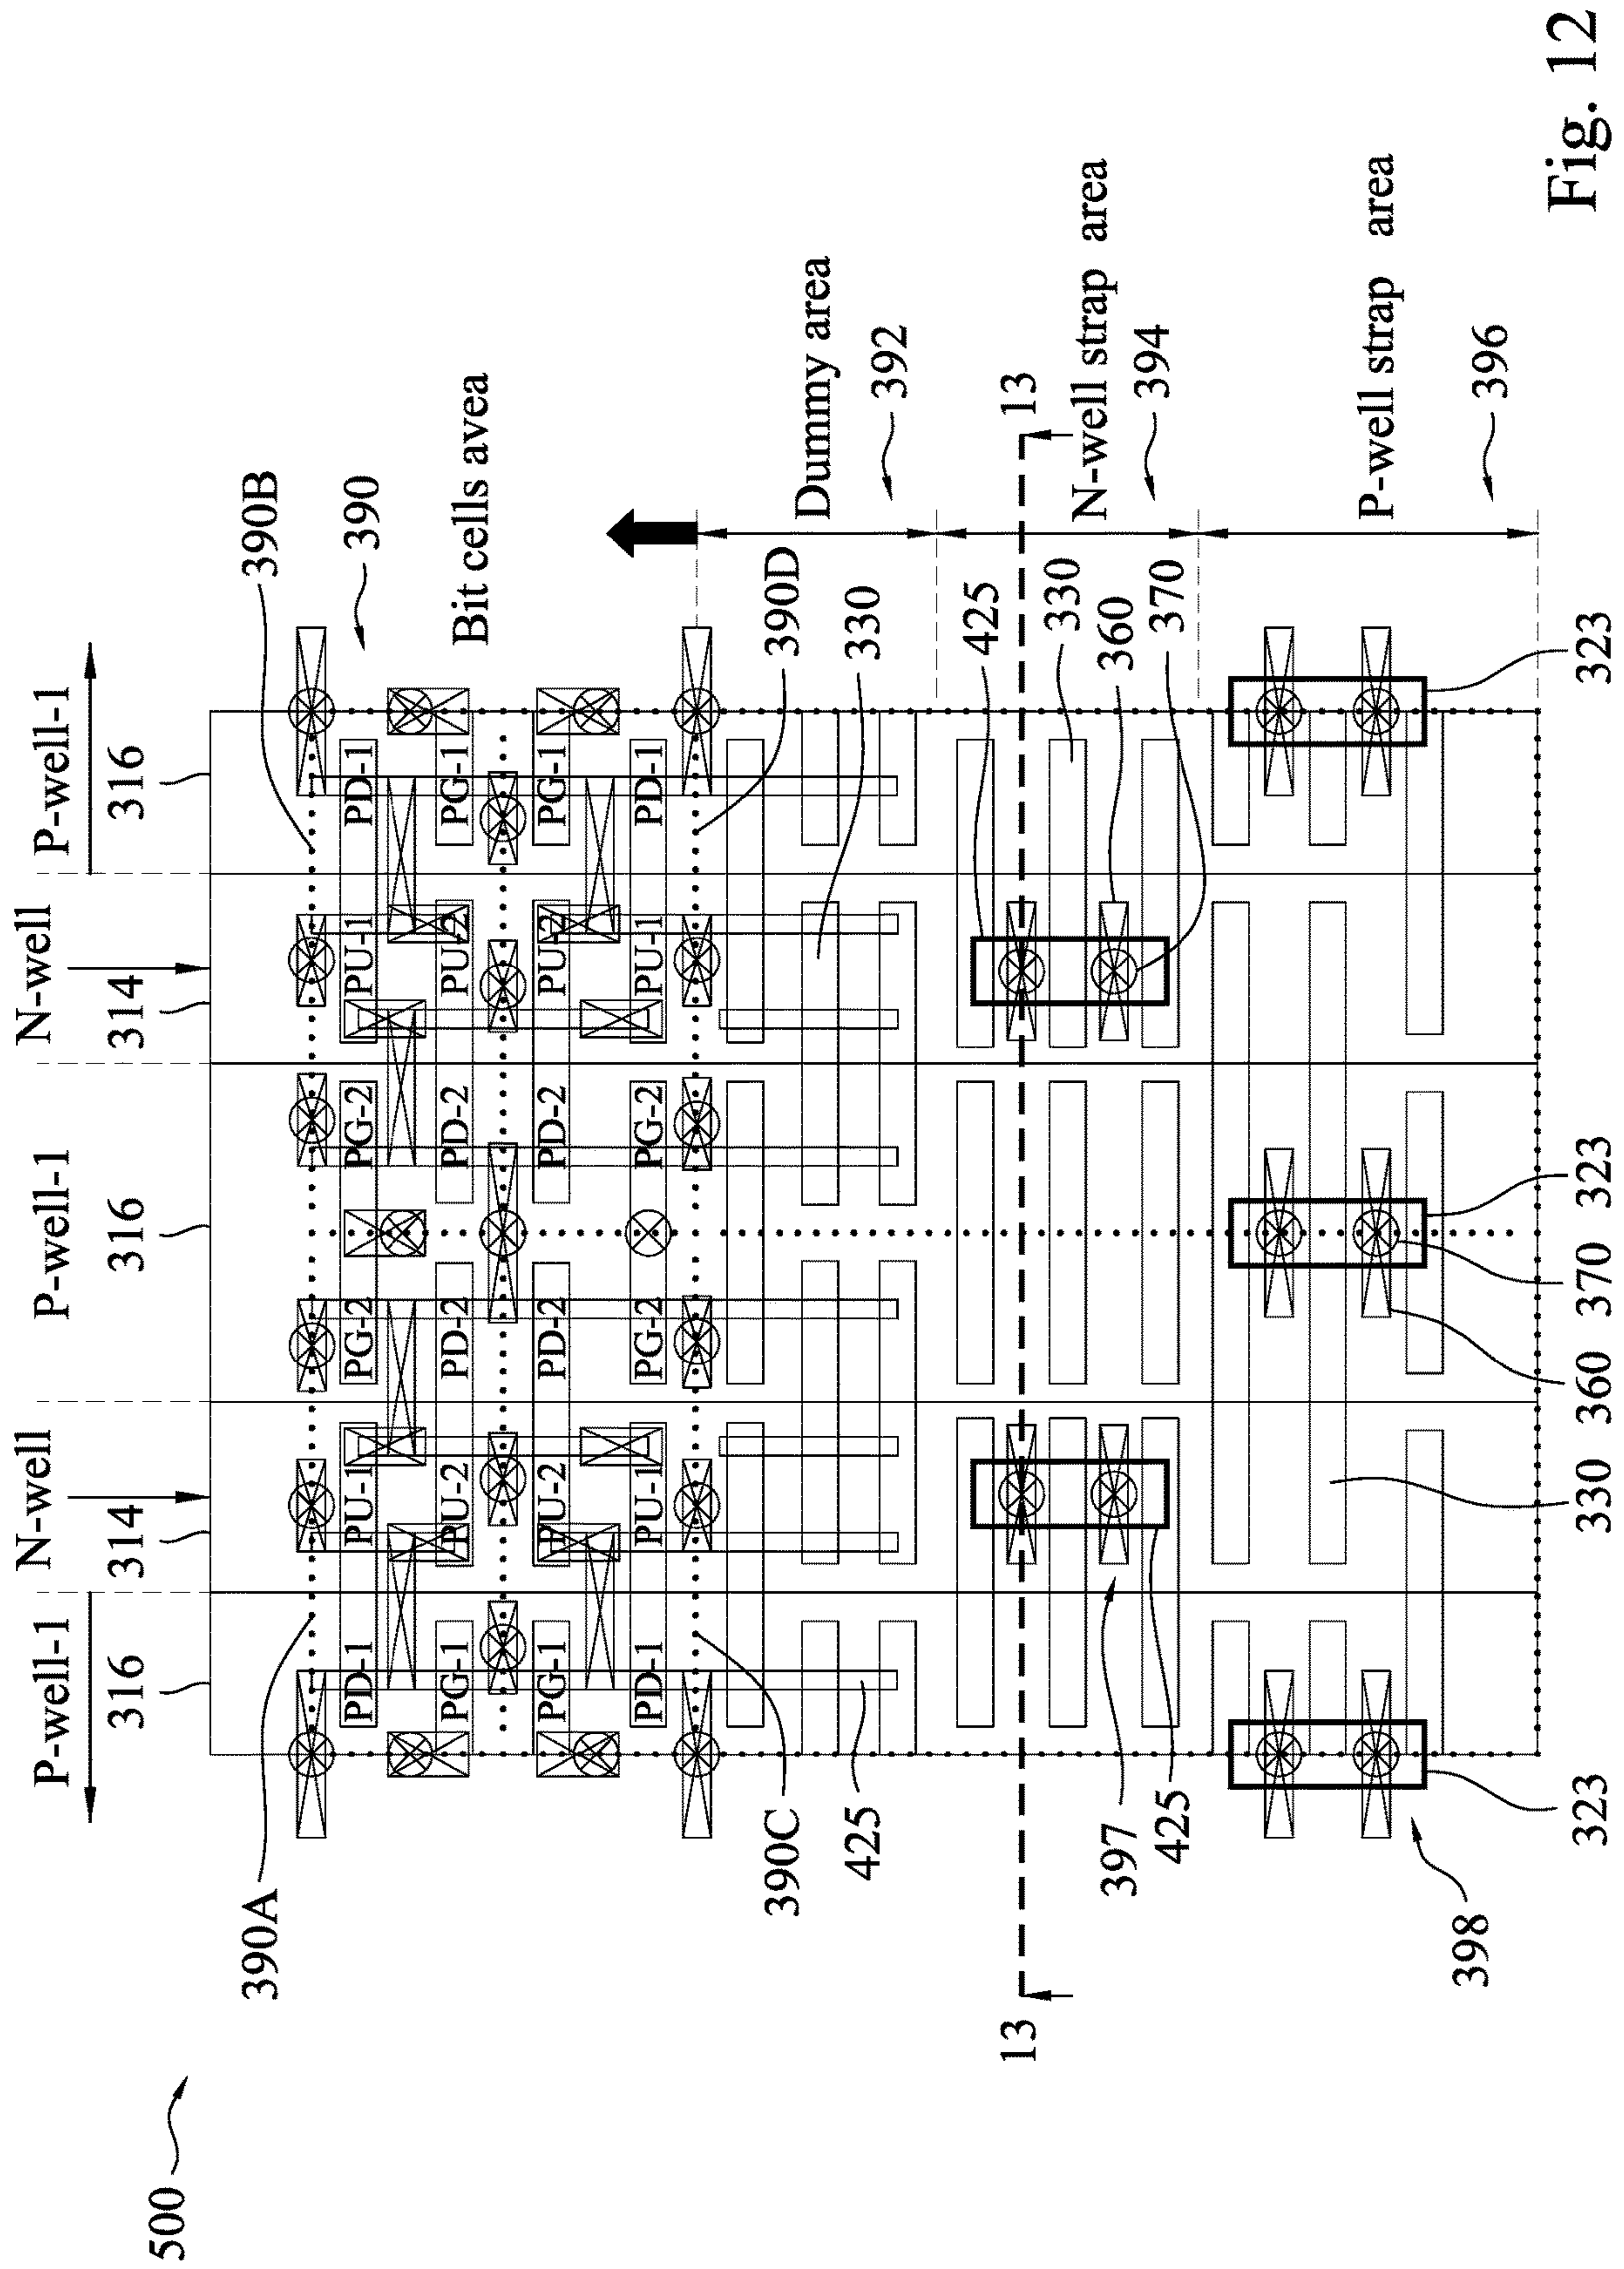 500
P-well-1
N-well
P-well-1
N-well
P-well-1
316
314
316
314
316
390A
390B
390
Bit cells avea
PD-1
PU-1
PG-2
PG-2
PU-1
PD-1
PG-1
PU-2
PD-2
PD-2
PU-2
PG-1
PG-1
PU-2
PD-2
PD-2
PU-2
PG-1
PD-1
PU-1
PG-2
PG-2
PU-1
PD-1
390C
390D
425
330
Dummy area
392
13
13
397
425
425
330
360
370
N-well strap area
394
398
P-well strap area
396
323
330
360
370
323
323
Fig. 12